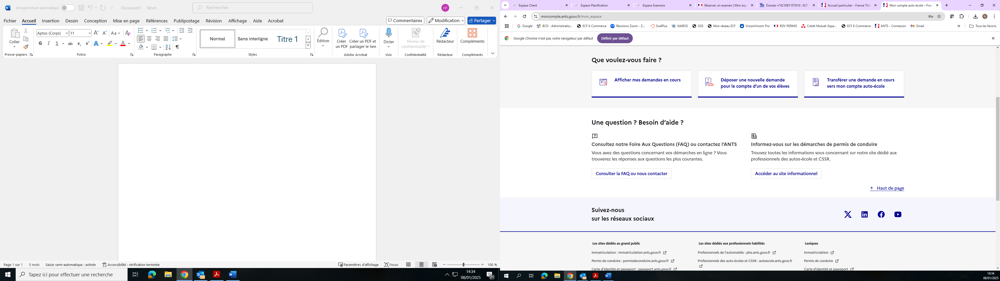 Enregistrement automatique
Document1 - Word
Rechercher
HF
Fichier Accueil Insertion Dessin Conception Mise en page Références Publipostage Révision Affichage Aide Acrobat
Commentaires Modification Partager
Coller
Presse-papiers
Aptos (Corps) 11
G I S ab x₂ x² A A
Police
Paragraphe
Normal Sans interligne Titre 1
Styles
Édition
Créer un PDF
Créer un PDF et partager le lien
Adobe Acrobat
Dicter
Voix
Niveau de confidentialité
Confidentialité
Rédacteur
Rédacteur
Compléments
Compléments
Page 1 sur 1 0 mots Saisie semi-automatique : activée Accessibilité : vérification terminée
Paramètres d'affichage Focus 100 %
Tapez ici pour effectuer une recherche
14:34
08/01/2025
21
Espace Client
Espace Planification
Espace Examens
Réserver un examen | Mon esp
Dossier n°421081157610 : ECF
Accueil particulier - France Titre
Mon compte auto-école – Fran
moncompte.ants.gouv.fr/mon_espace
h
Google BCD - Administratio... ECF E-Commerce Réunions Zoom - Z... EvalPlus KAIROS SGS Mon réseau ECF VroomVroom Pro RDV PERMIS Crédit Mutuel: Espa... ECF E-Commerce ANTS - Connexion Gmail
Tous les favoris
Google Chrome n'est pas votre navigateur par défaut
Définir par défaut
Que voulez-vous faire ?
Afficher mes demandes en cours
Déposer une nouvelle demande
pour le compte d’un de vos élèves
Transférer une demande en cours
vers mon compte auto-école
Une question ? Besoin d’aide ?
Consultez notre Foire Aux Questions (FAQ) ou contactez l’ANTS
Vous avez des questions concernant vos démarches en ligne ? Vous
trouverez les réponses aux questions les plus courantes.
Consulter la FAQ ou nous contacter
Informez-vous sur les démarches de permis de conduire
Trouvez toutes les informations vous concernant sur notre site dédié aux
professionnels des autos-école et CSSR.
Accéder au site informationnel
Haut de page
Suivez-nous
sur les réseaux sociaux
Les sites dédiés au grand public
Immatriculation : immatriculation.ants.gouv.fr
Permis de conduire : permisdeconduire.ants.gouv.fr
Carte d'identité et passeport : passeport.ants.gouv.fr
Les sites dédiés aux professionnels habilités
Professionnels de l'automobile : pha.ants.gouv.fr
Professionnels des auto-écoles et CSSR : autoecole.ants.gouv.fr
Lexiques
Immatriculation
Permis de conduire
Carte d'identité et passeport
14:34
08/01/2025